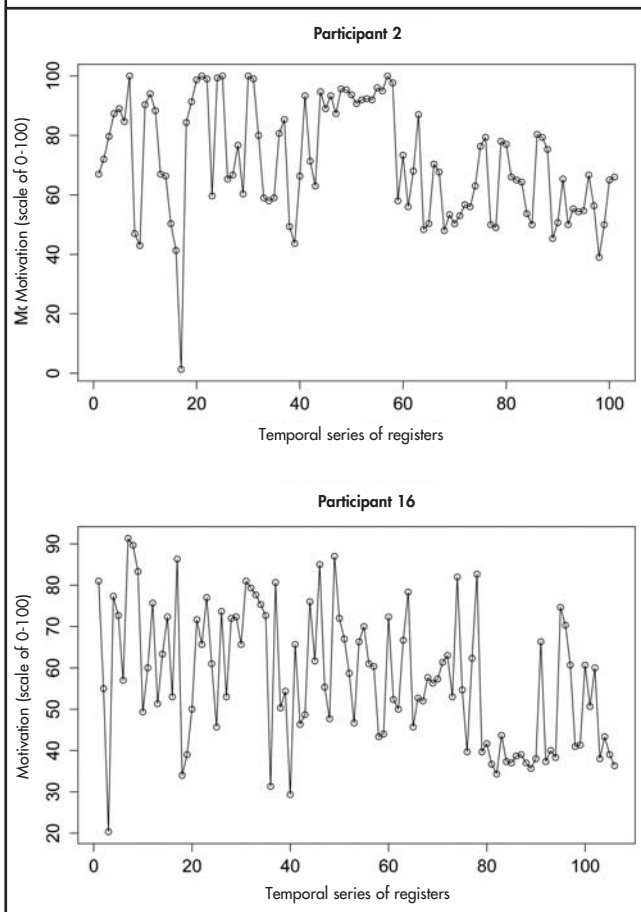 Participant 2
Mc Motivation (scale of 0-100)
100
80
60
40
20
0
0 20 40 60 80 100
Temporal series of registers
Participant 16
Motivation (scale of 0-100)
90
80
70
60
50
40
30
20
0 20 40 60 80 100
Temporal series of registers